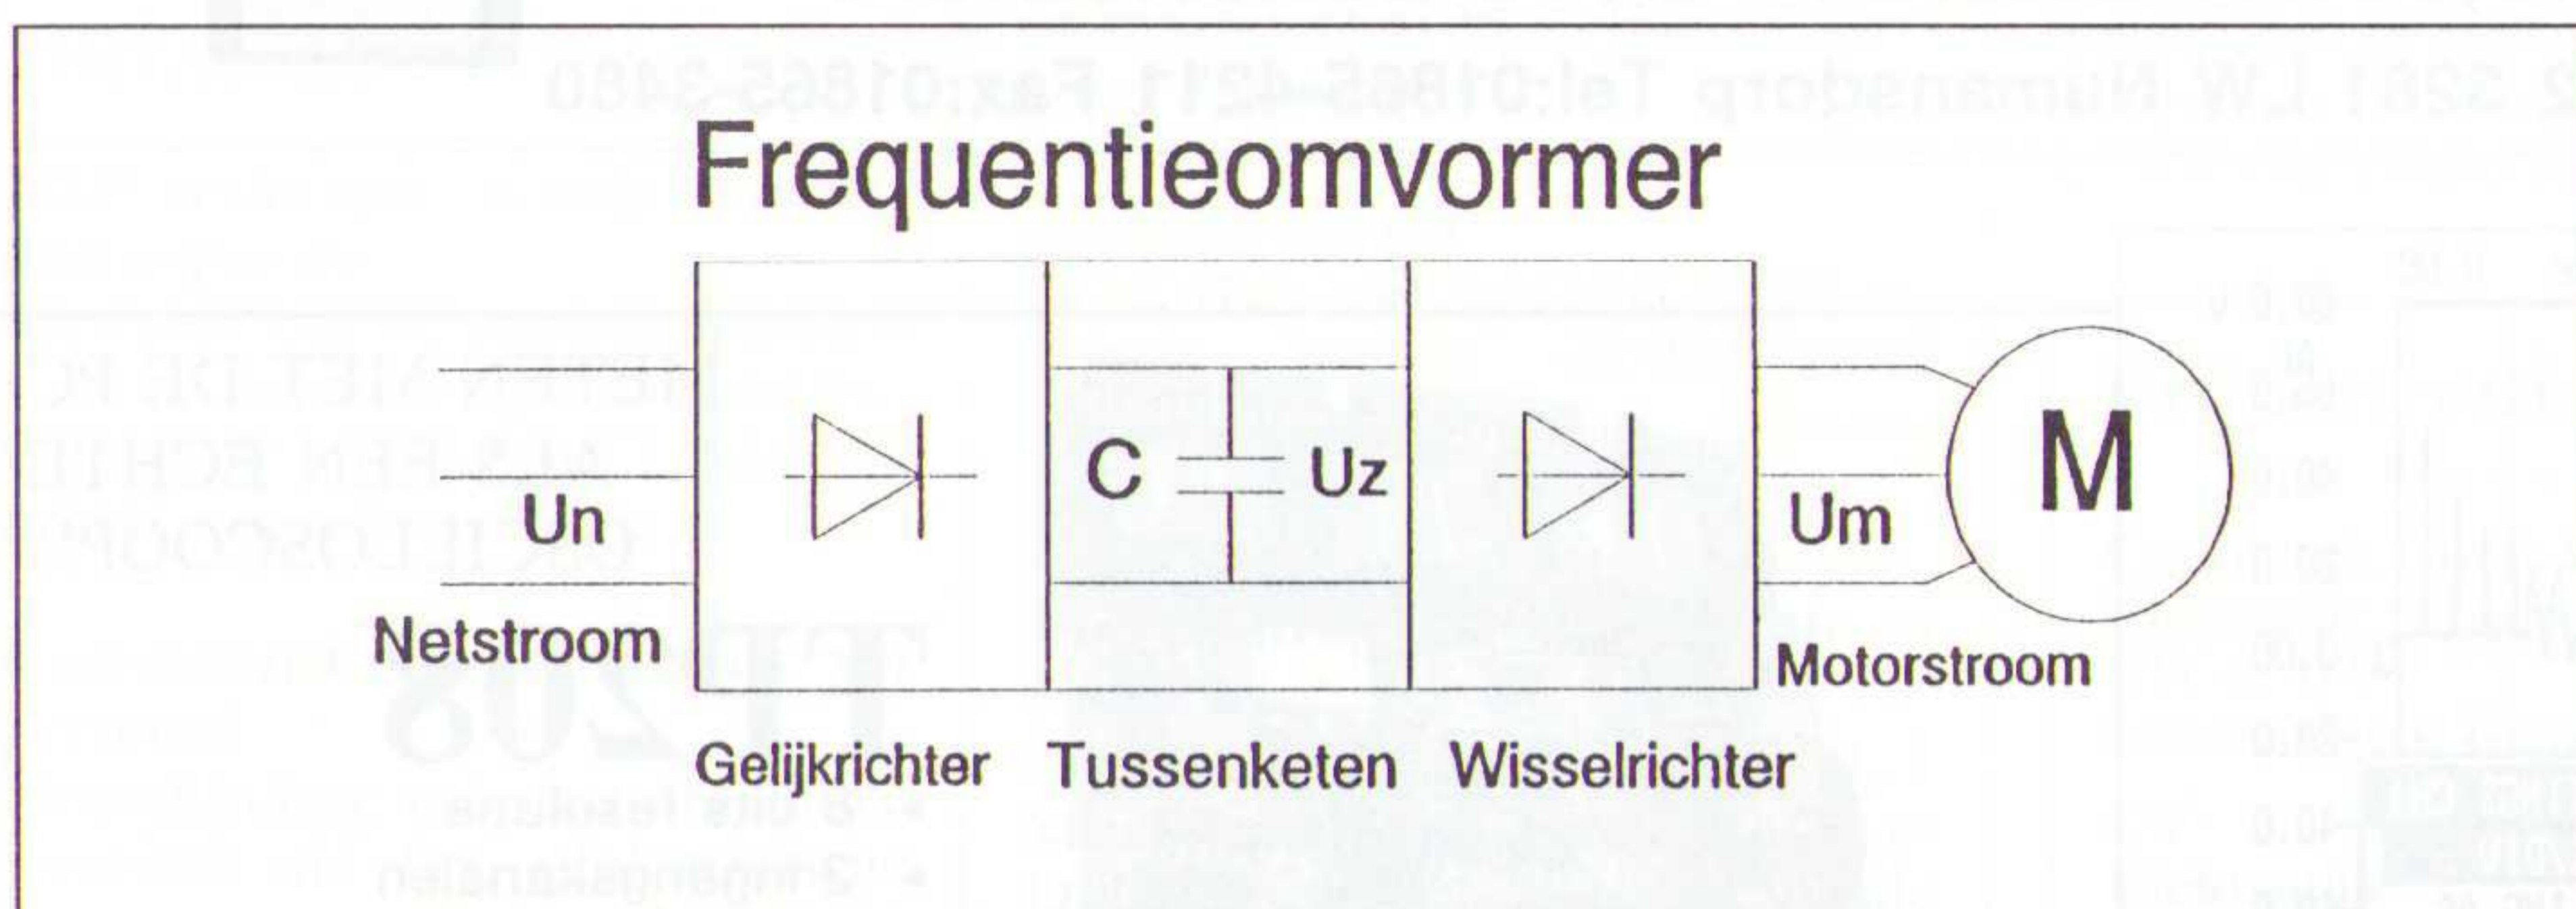 Frequentieomvormer
Un
C
Uz
Um
M
Netstroom
Motorstroom
Gelijkrichter
Tussenketen
Wisselrichter